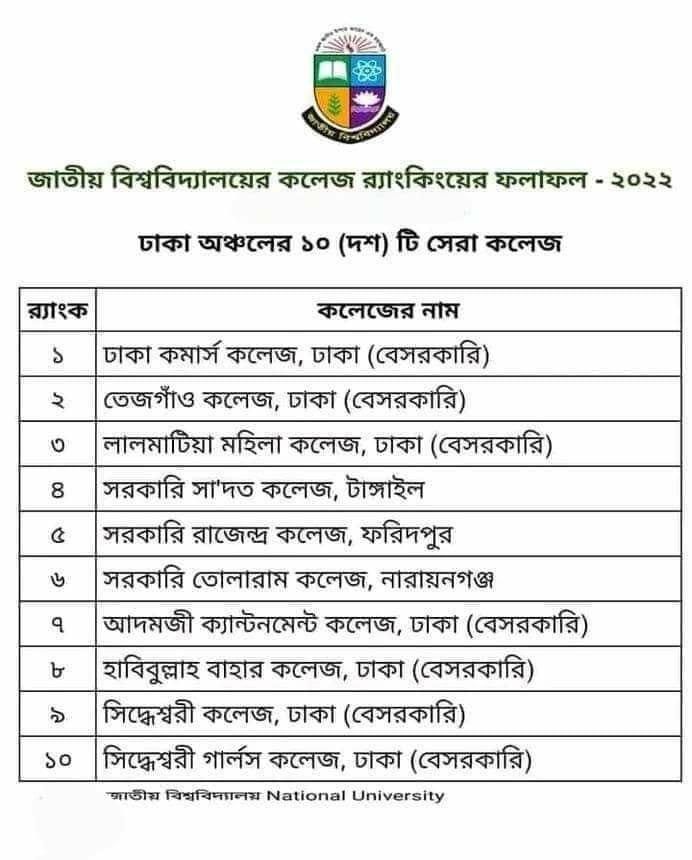 জাতীয় বিশ্ববিদ্যালয়
জাতীয় বিশ্ববিদ্যালয়ের কলেজ র‍্যাংকিংয়ের ফলাফল - ২০২২
ঢাকা অঞ্চলের ১০ (দশ) টি সেরা কলেজ
র‍্যাংক কলেজের নাম
১ ঢাকা কমার্স কলেজ, ঢাকা (বেসরকারি)
২ তেজগাঁও কলেজ, ঢাকা (বেসরকারি)
৩ লালমাটিয়া মহিলা কলেজ, ঢাকা (বেসরকারি)
৪ সরকারি সা'দত কলেজ, টাঙ্গাইল
৫ সরকারি রাজেন্দ্র কলেজ, ফরিদপুর
৬ সরকারি তোলারাম কলেজ, নারায়নগঞ্জ
৭ আদমজী ক্যান্টনমেন্ট কলেজ, ঢাকা (বেসরকারি)
৮ হাবিবুল্লাহ বাহার কলেজ, ঢাকা (বেসরকারি)
৯ সিদ্ধেশ্বরী কলেজ, ঢাকা (বেসরকারি)
১০ সিদ্ধেশ্বরী গার্লস কলেজ, ঢাকা (বেসরকারি)
জাতীয় বিশ্ববিদ্যালয় National University